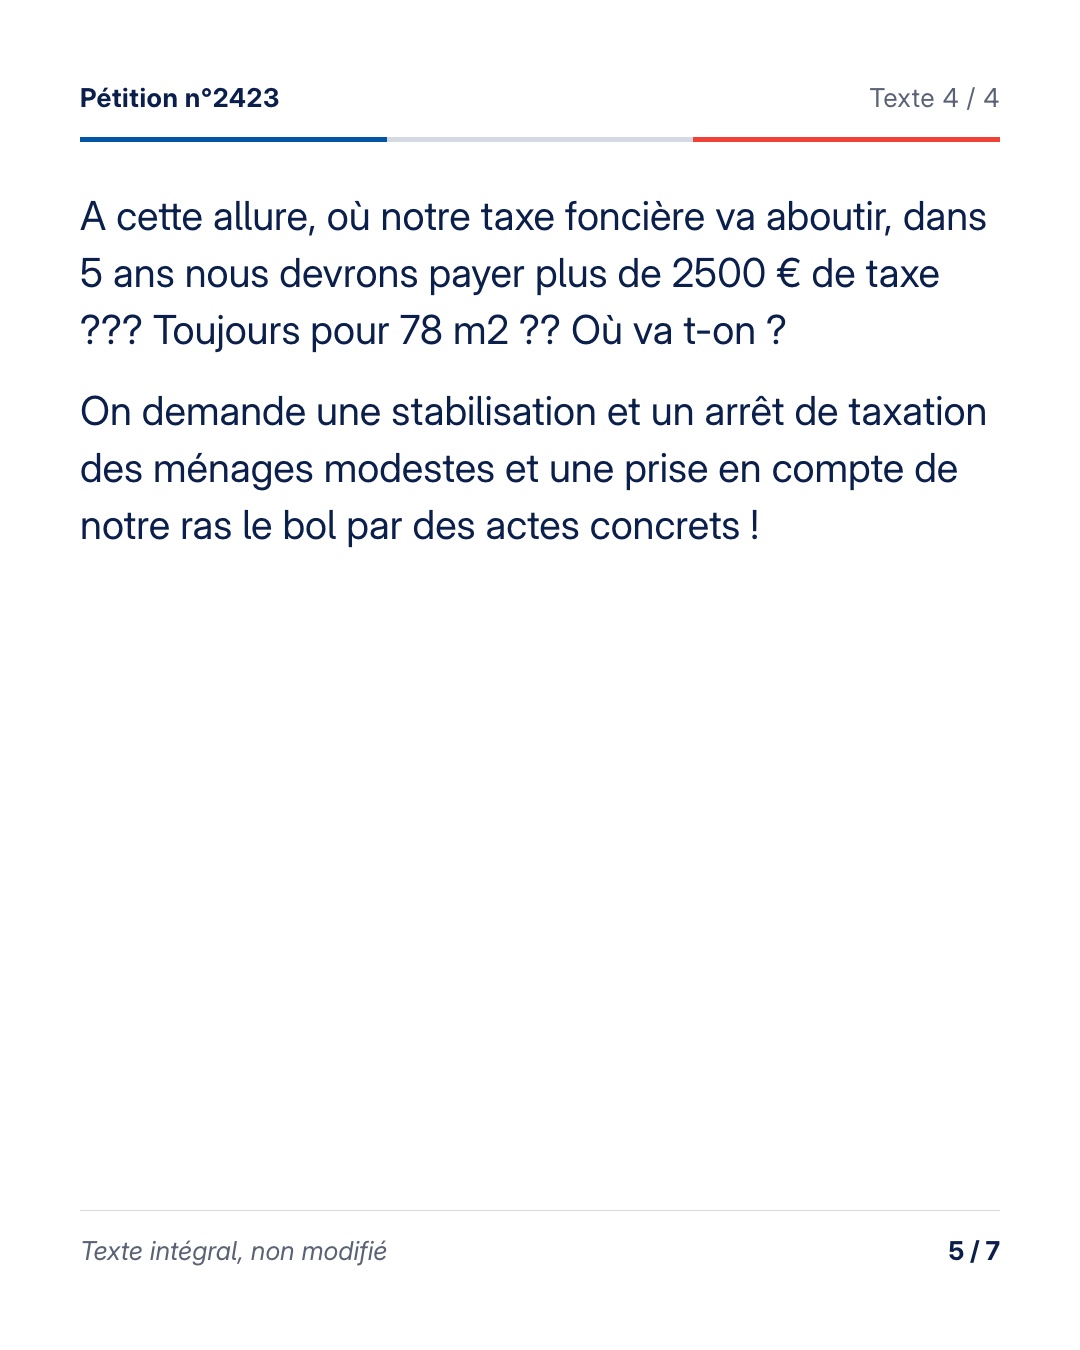 Pétition n°2423
Texte 4 / 4
A cette allure, où notre taxe foncière va aboutir, dans
5 ans nous devrons payer plus de 2500 € de taxe
??? Toujours pour 78 m2 ?? Où va t-on ?
On demande une stabilisation et un arrêt de taxation
des ménages modestes et une prise en compte de
notre ras le bol par des actes concrets !
Texte intégral, non modifié
5 / 7